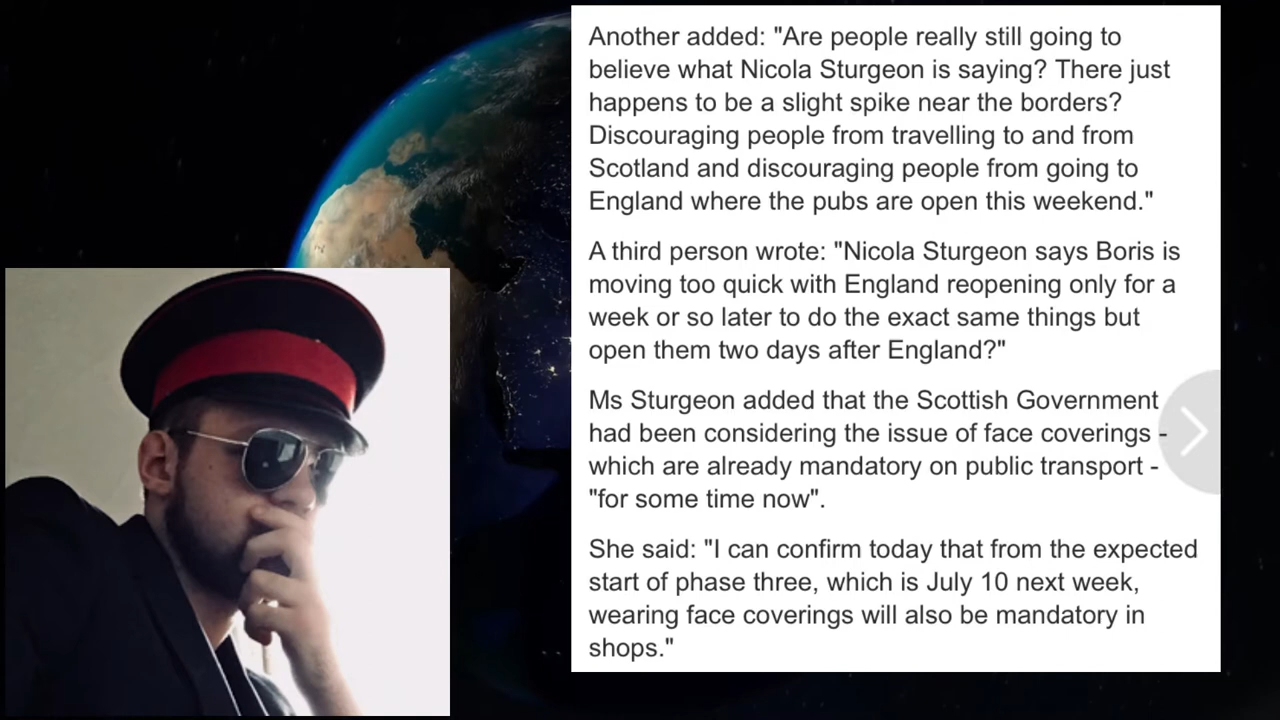 Another added: "Are people really still going to
believe what Nicola Sturgeon is saying? There just
happens to be a slight spike near the borders?
Discouraging people from travelling to and from
Scotland and discouraging people from going to
England where the pubs are open this weekend."
A third person wrote: "Nicola Sturgeon says Boris is
moving too quick with England reopening only for a
week or so later to do the exact same things but
open them two days after England?"
Ms Sturgeon added that the Scottish Government
had been considering the issue of face coverings -
which are already mandatory on public transport -
"for some time now".
She said: "I can confirm today that from the expected
start of phase three, which is July 10 next week,
wearing face coverings will also be mandatory in
shops."